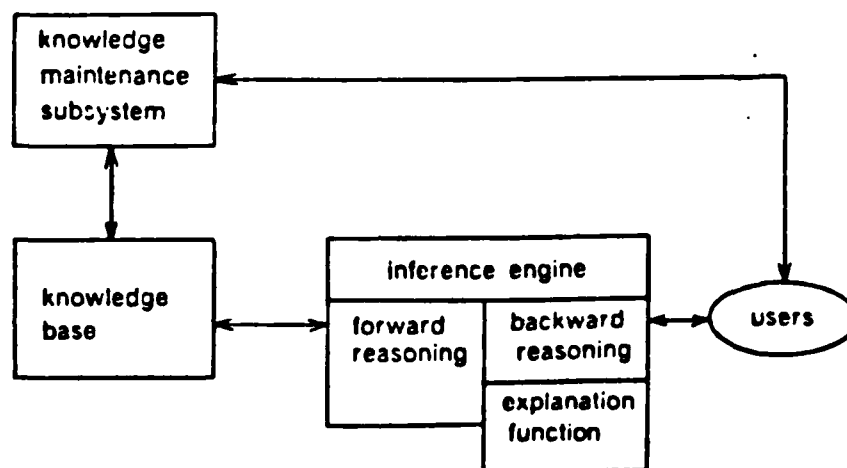 knowledge
maintenance
subsystem
inference engine
knowledge
base
forward
reasoning
backward
reasoning
users
explanation
function